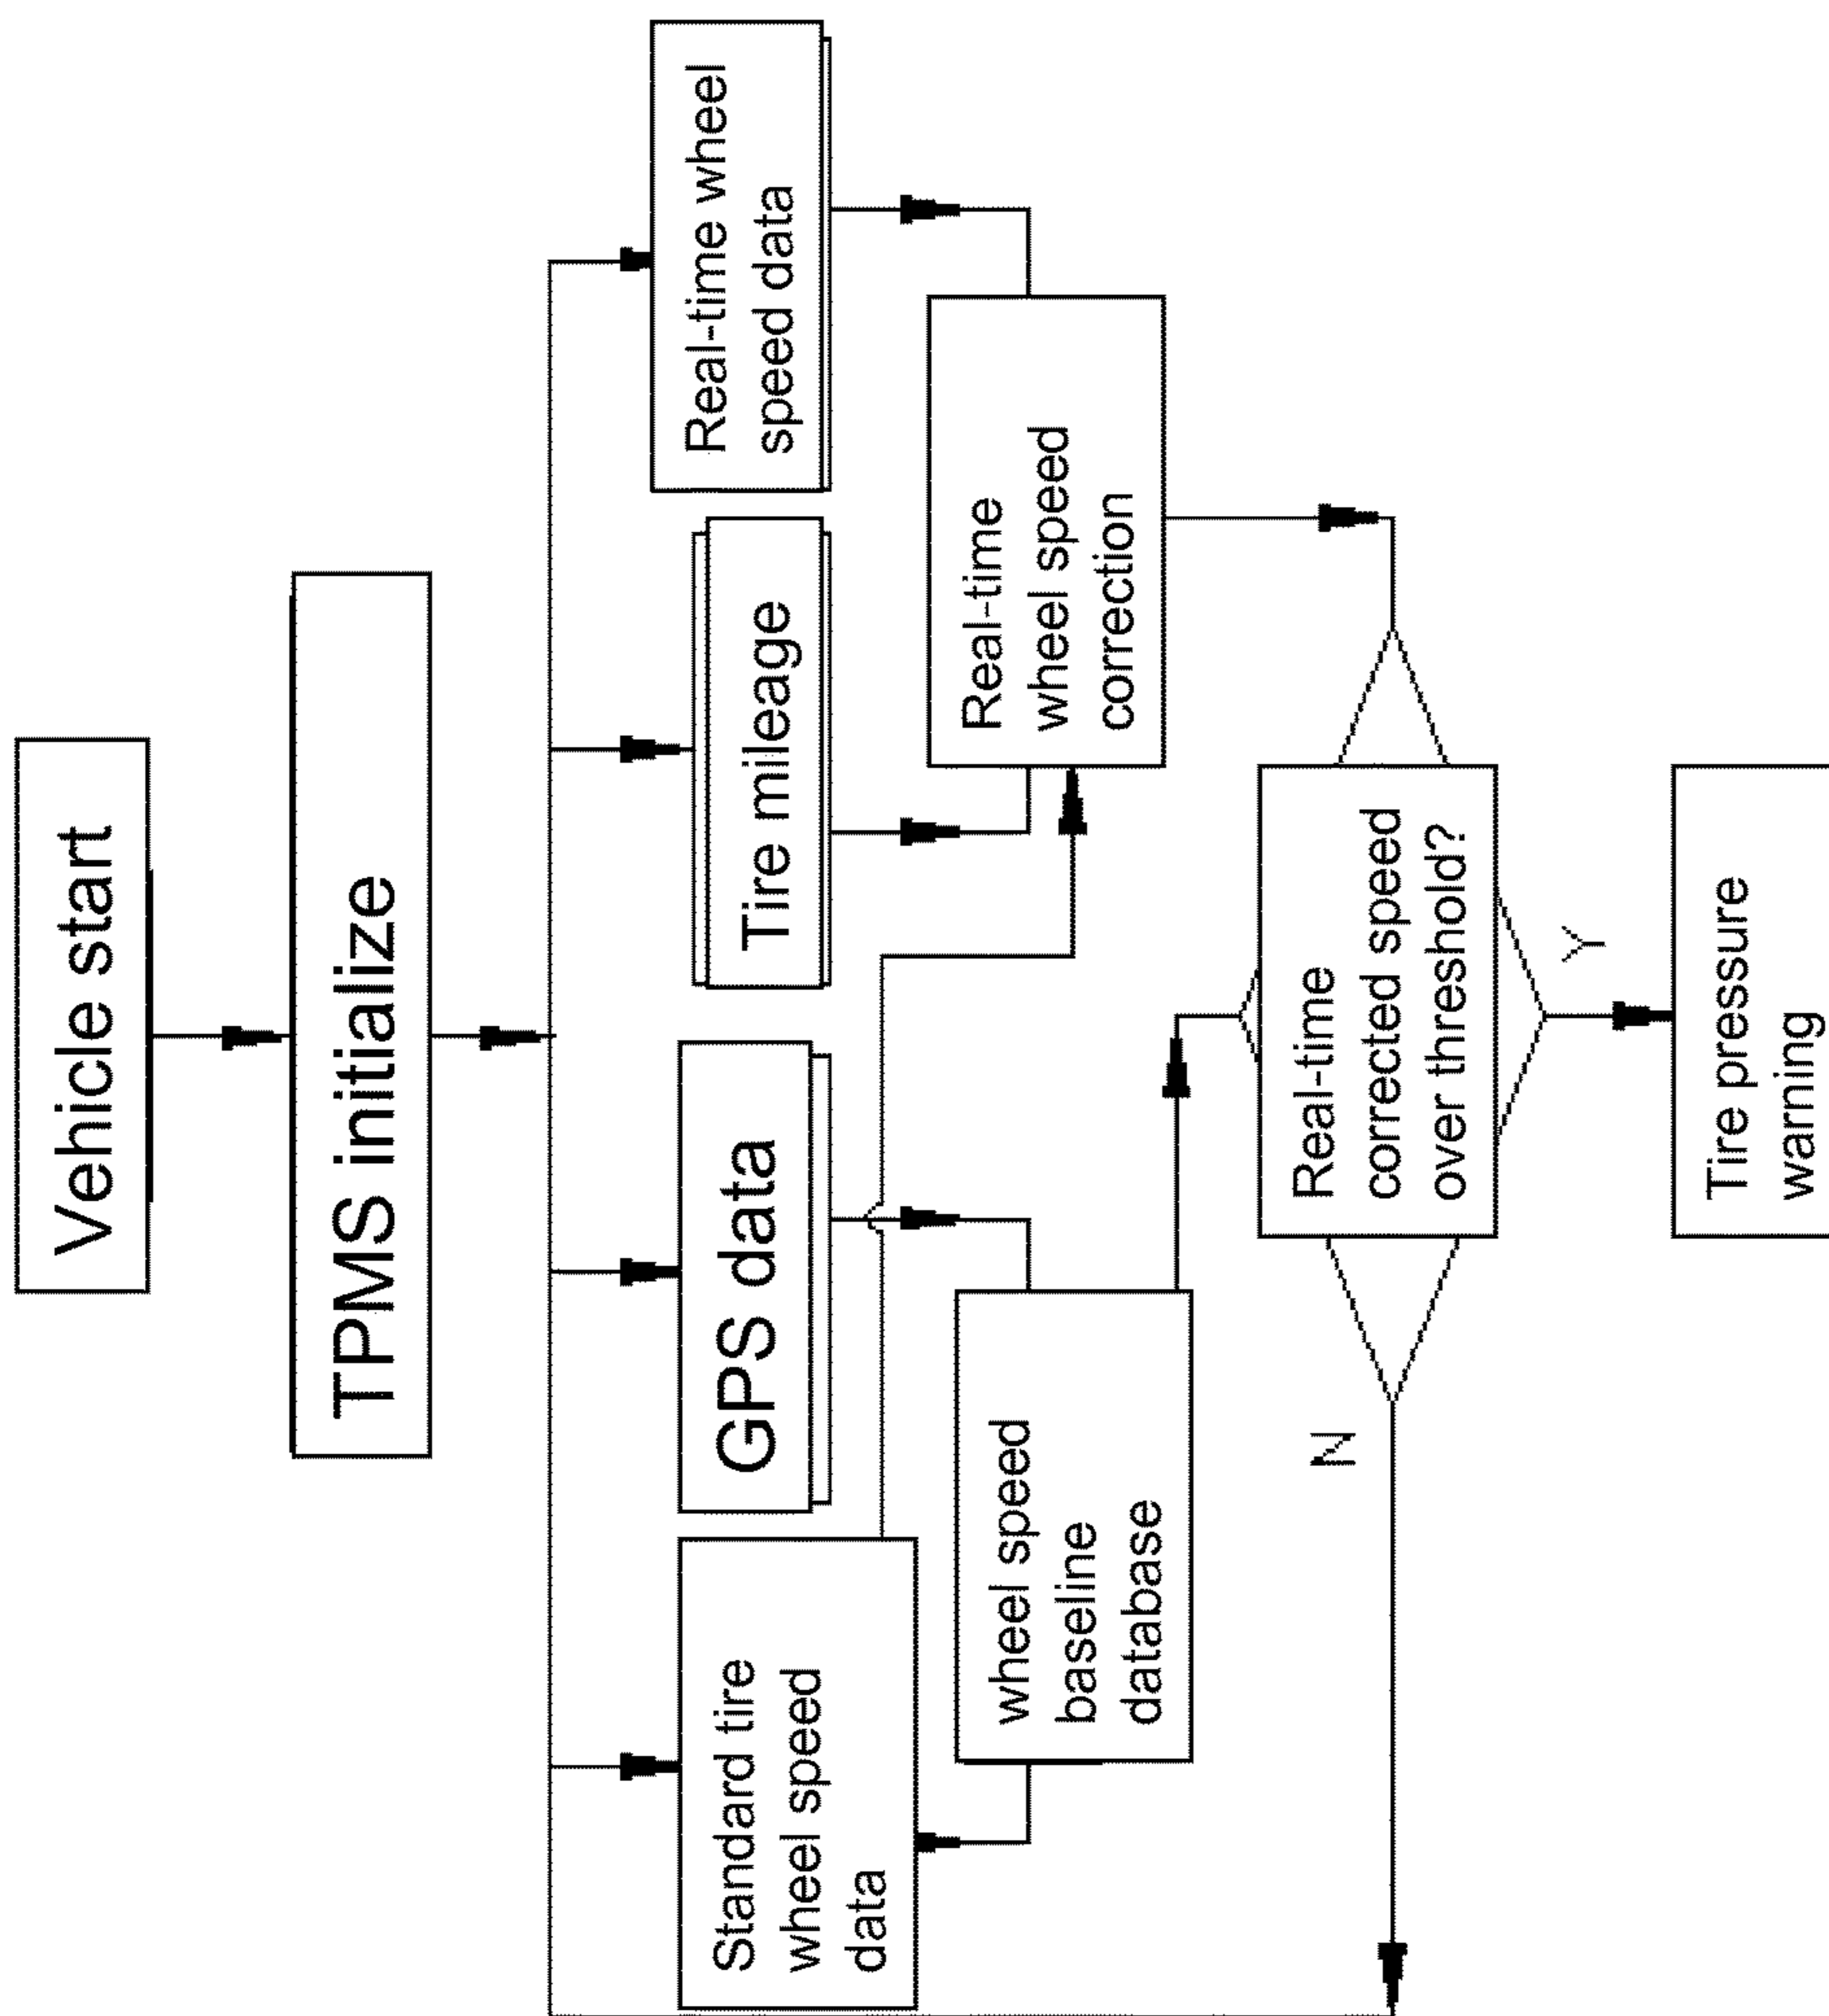 Vehicle start
TPMS initialize
Standard tire
wheel speed
data
GPS data
Tire mileage
Real-time wheel
speed data
wheel speed
baseline
database
Real-time
wheel speed
correction
Real-time
corrected speed
over threshold?
N
Y
Tire pressure
warning